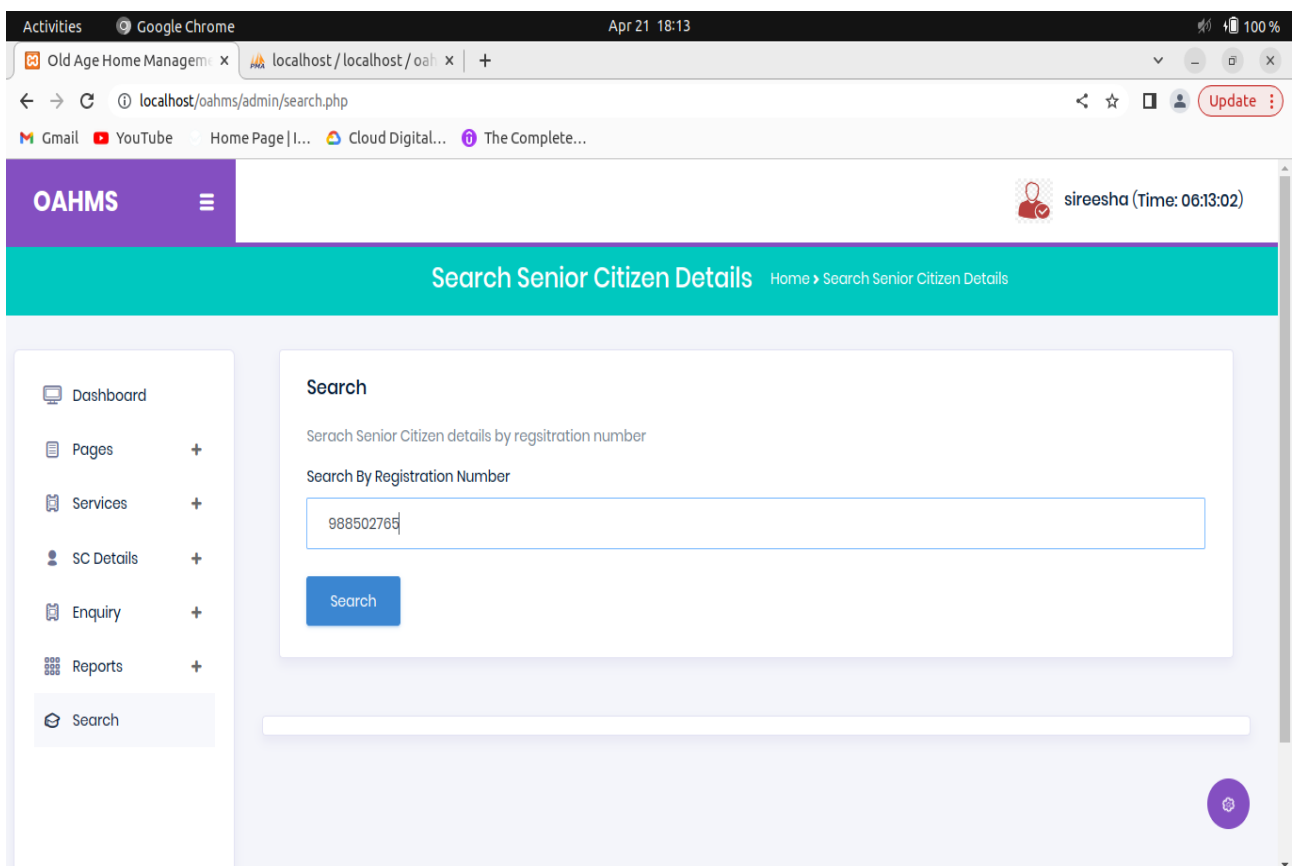 Activities Google Chrome Apr 21 18:13 100 %
Old Age Home Manageme localhost / localhost / oah
localhost/oahms/admin/search.php Update
Gmail YouTube Home Page | I... Cloud Digital... The Complete...
OAHMS sireesha (Time: 06:13:02)
Search Senior Citizen Details Home > Search Senior Citizen Details
Dashboard
Pages +
Services +
SC Details +
Enquiry +
Reports +
Search
Search
Serach Senior Citizen details by regsitration number
Search By Registration Number
988502765
Search